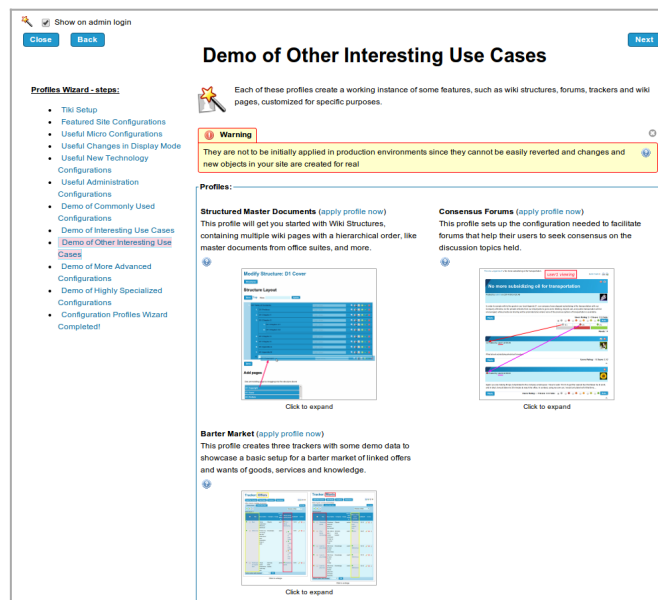 Show on admin login
Close
Back
Next
Demo of Other Interesting Use Cases
Profiles Wizard - steps:
Tiki Setup
Featured Site Configurations
Useful Micro Configurations
Useful Changes in Display Mode
Useful New Technology
Configurations
Useful Administration
Configurations
Demo of Commonly Used
Configurations
Demo of Interesting Use Cases
Demo of Other Interesting Use
Cases
Demo of More Advanced
Configurations
Demo of Highly Specialized
Configurations
Configuration Profiles Wizard
Completed!
Each of these profiles create a working instance of some features, such as wiki structures, forums, trackers and wiki
pages, customized for specific purposes.
Warning
They are not to be initially applied in production environments since they cannot be easily reverted and changes and
new objects in your site are created for real
Profiles:
Structured Master Documents (apply profile now)
This profile will get you started with Wiki Structures,
containing multiple wiki pages with a hierarchical order, like
master documents from office suites, and more.
Modify Structure: D1 Cover
Structure Layout
Add pages
Click to expand
Consensus Forums (apply profile now)
This profile sets up the configuration needed to facilitate
forums that help their users to seek consensus on the
discussion topics held.
user1 viewing
No more subsidizing oil for transportation
Click to expand
Barter Market (apply profile now)
This profile creates three trackers with some demo data to
showcase a basic setup for a barter market of linked offers
and wants of goods, services and knowledge.
Tracker: Offers
Tracker: Wants
Click to expand